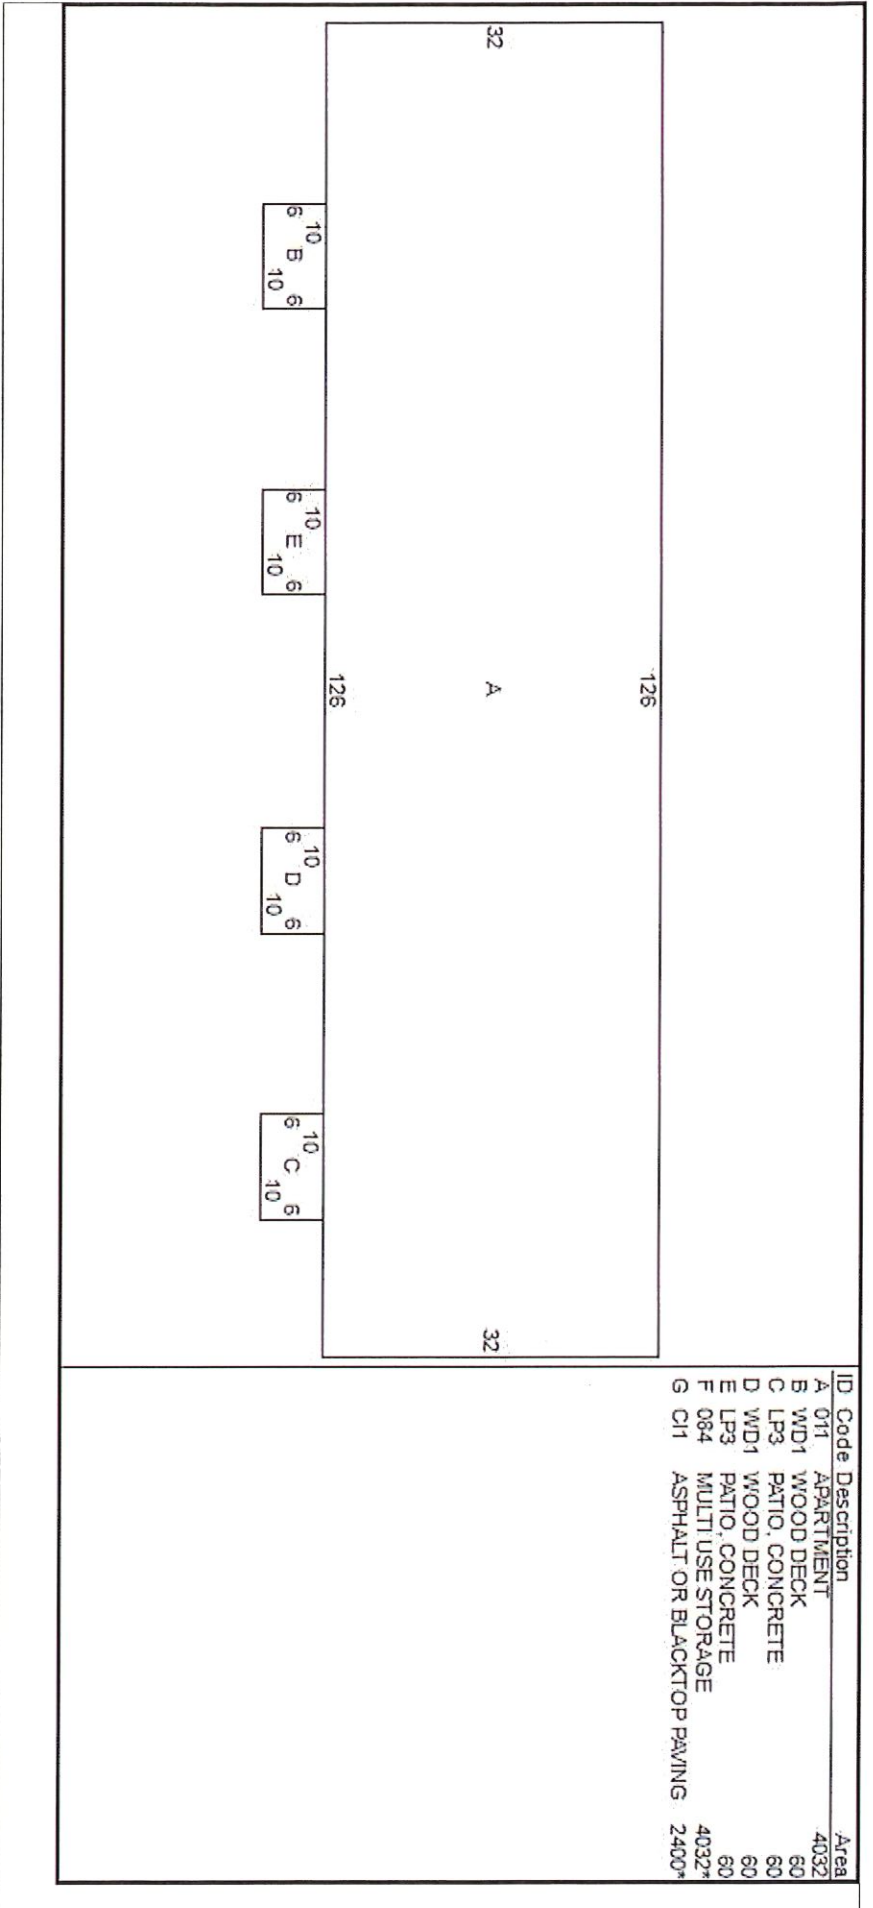 126
32 A 32
126
10 10 10 10
6 B 6 6 E 6 6 D 6 6 C 6
10 10 10 10
ID Code Description Area
A 011 APARTMENT 4032
B WD1 WOOD DECK 60
C LP3 PATIO, CONCRETE 60
D WD1 WOOD DECK 60
E LP3 PATIO, CONCRETE 60
F 084 MULTI USE STORAGE 4032*
G CI1 ASPHALT OR BLACKTOP PAVING 2400*